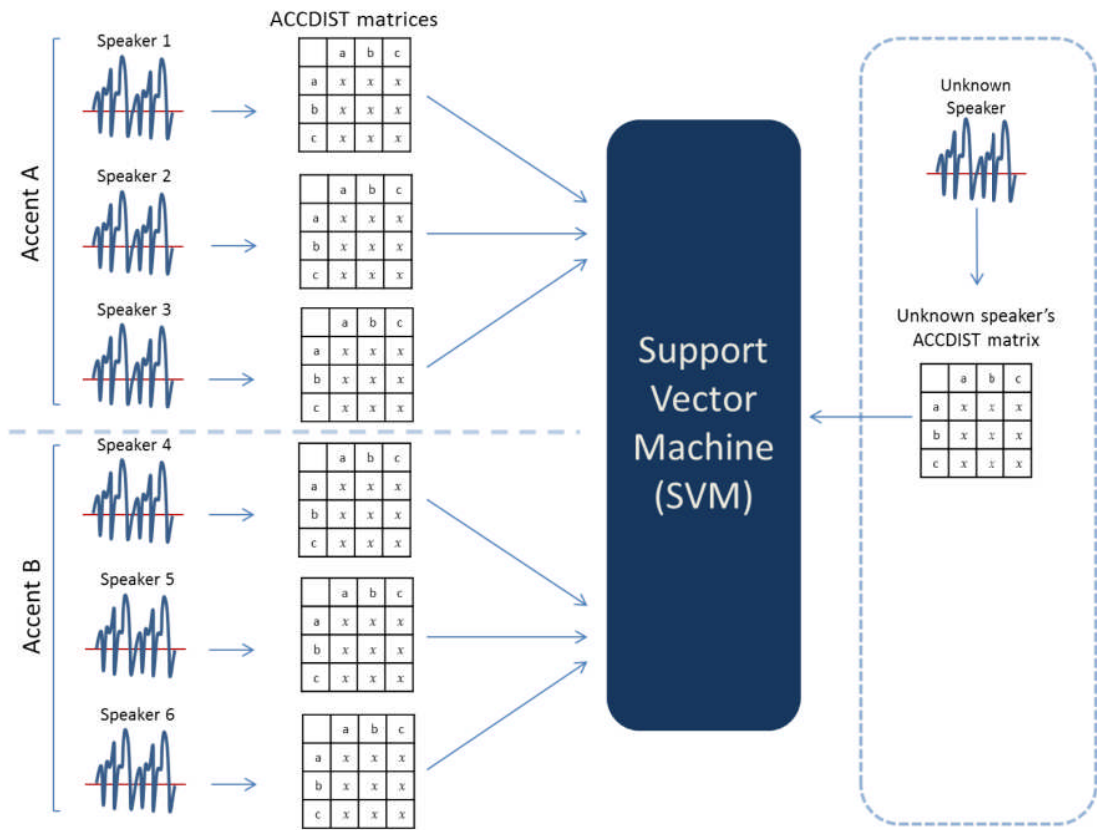 ACCDIST matrices
Accent A
Speaker 1
a b c
a x x x
b x x x
c x x x
Speaker 2
a b c
a x x x
b x x x
c x x x
Speaker 3
a b c
a x x x
b x x x
c x x x
Accent B
Speaker 4
a b c
a x x x
b x x x
c x x x
Speaker 5
a b c
a x x x
b x x x
c x x x
Speaker 6
a b c
a x x x
b x x x
c x x x
Support
Vector
Machine
(SVM)
Unknown
Speaker
Unknown speaker’s
ACCDIST matrix
a b c
a x x x
b x x x
c x x x